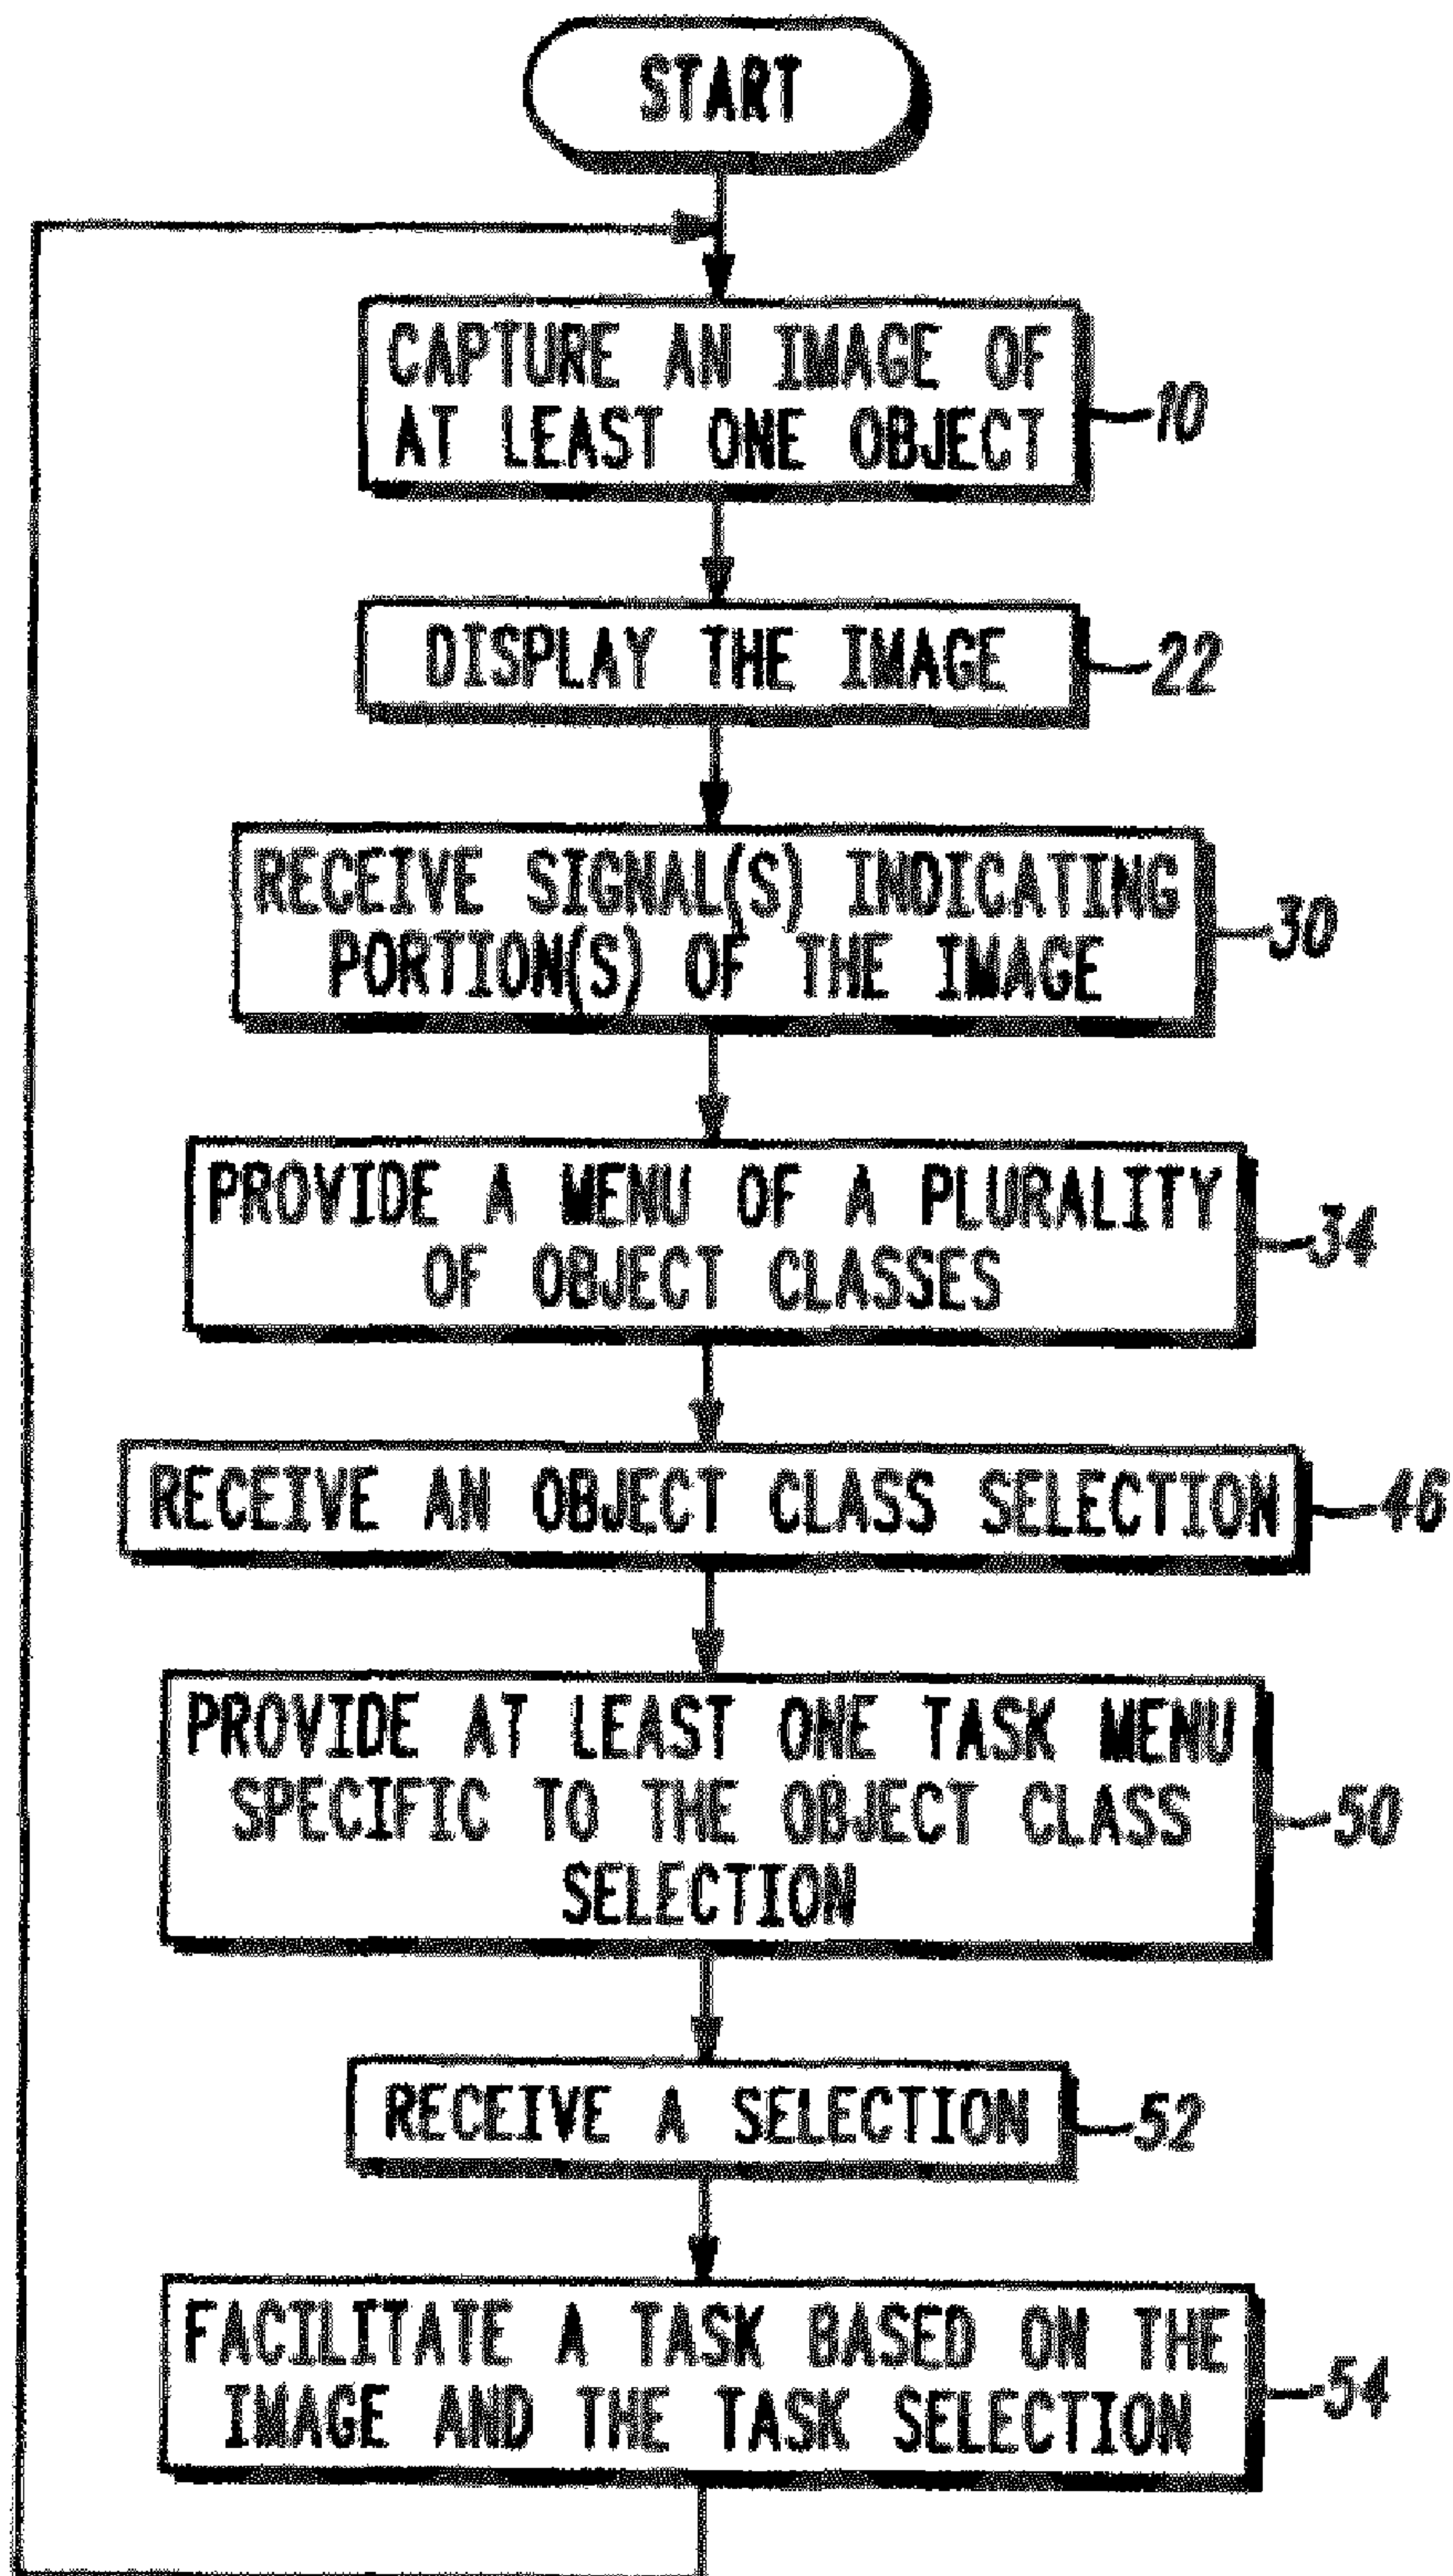 START
CAPTURE AN IMAGE OF
AT LEAST ONE OBJECT
10
DISPLAY THE IMAGE
22
RECEIVE SIGNAL(S) INDICATING
PORTION(S) OF THE IMAGE
30
PROVIDE A MENU OF A PLURALITY
OF OBJECT CLASSES
34
RECEIVE AN OBJECT CLASS SELECTION
46
PROVIDE AT LEAST ONE TASK MENU
SPECIFIC TO THE OBJECT CLASS
SELECTION
50
RECEIVE A SELECTION
52
FACILITATE A TASK BASED ON THE
IMAGE AND THE TASK SELECTION
54